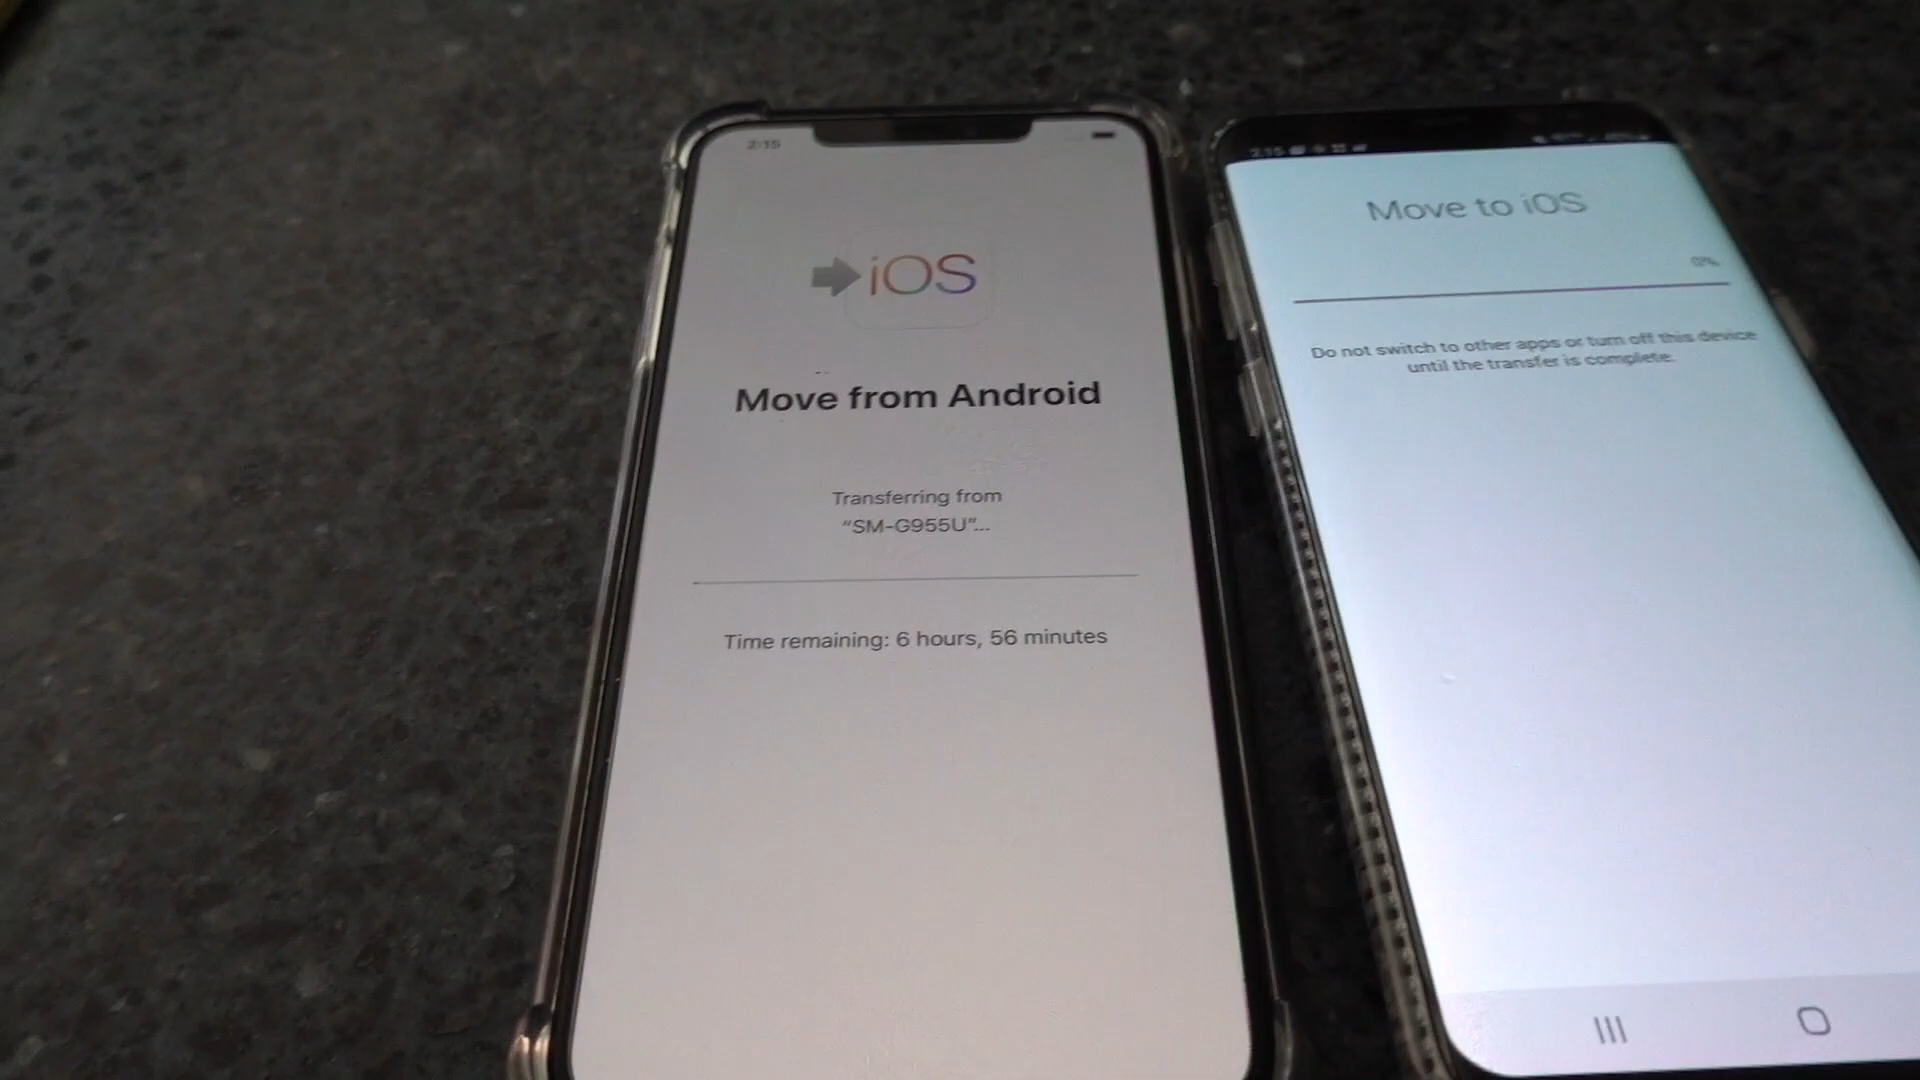 2:15
iOS
Move from Android
Transferring from
“SM-G955U”...
Time remaining: 6 hours, 56 minutes
2:15
Move to iOS
0%
Do not switch to other apps or turn off this device
until the transfer is complete.